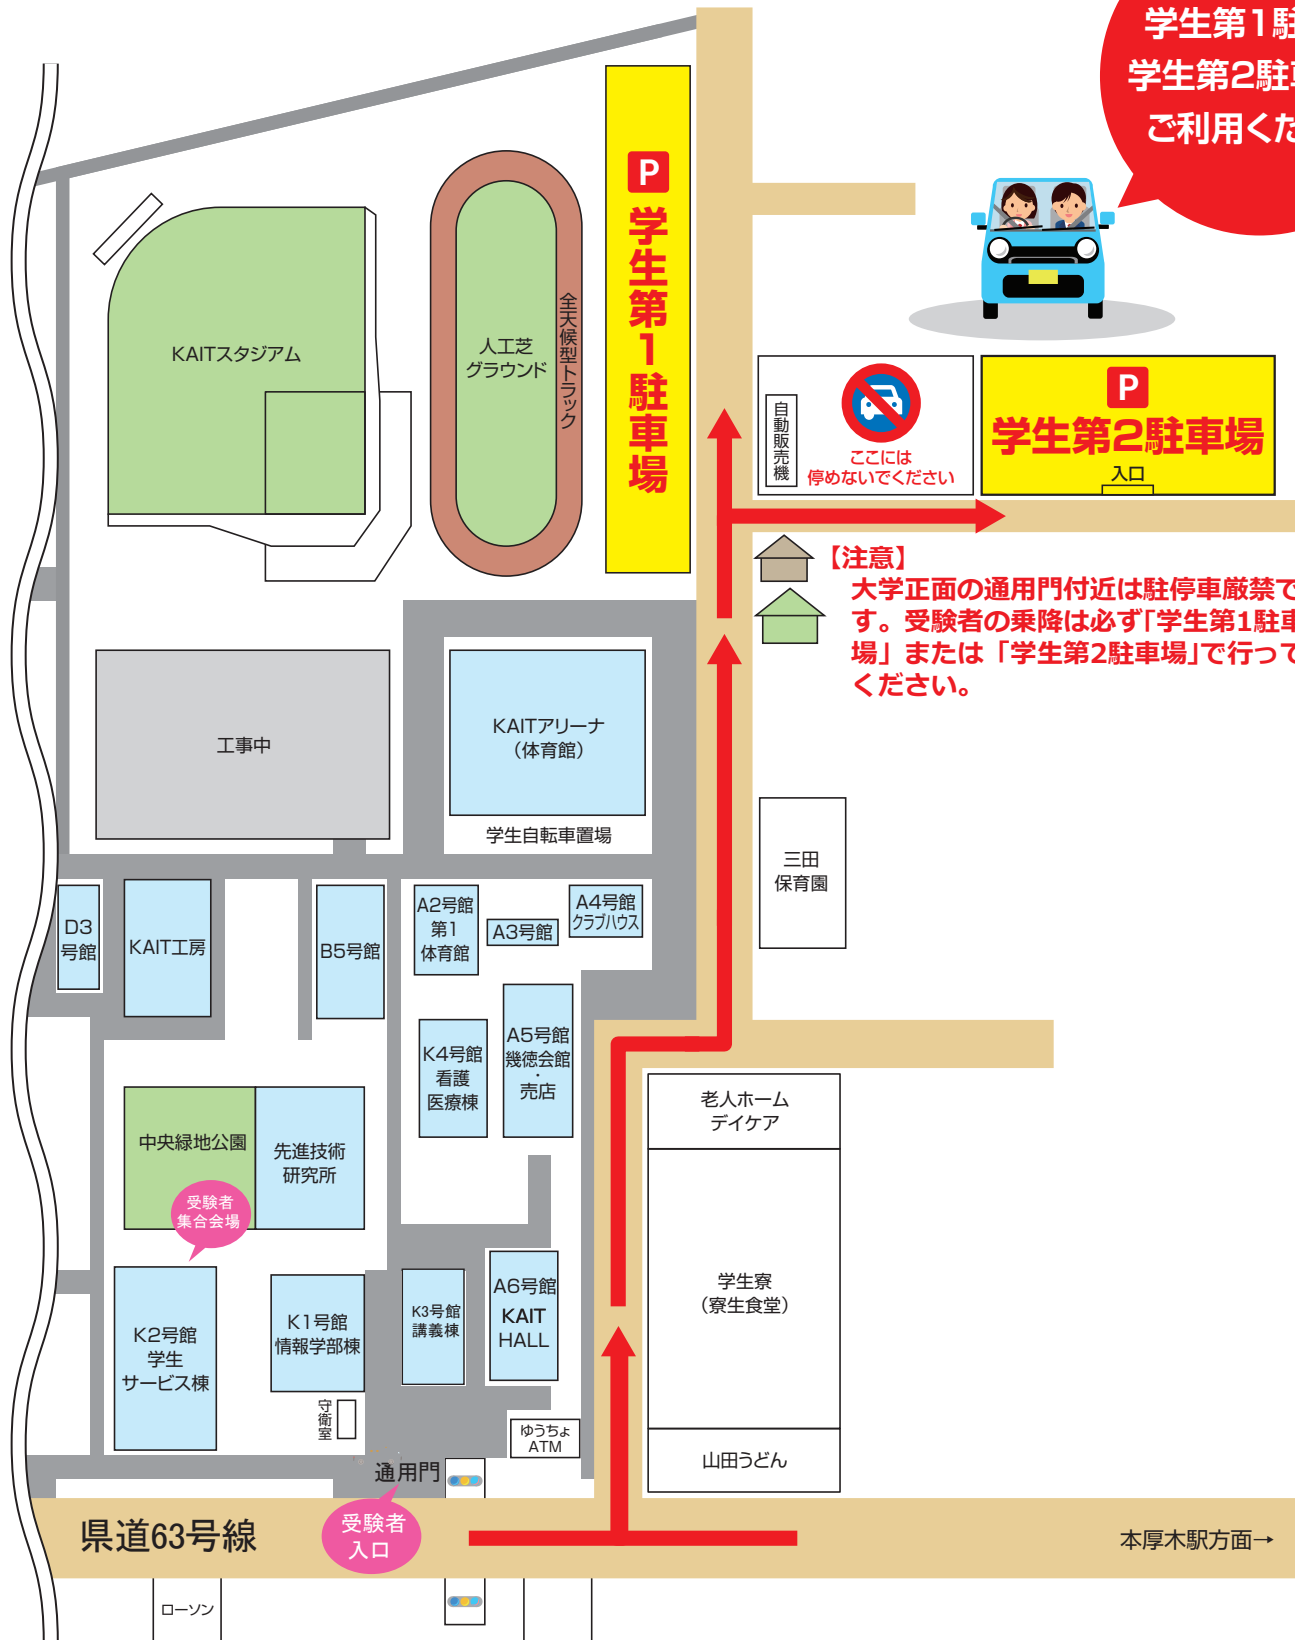 学生第1駐
学生第2駐車
ご利用くだ
P
学生第1駐車場
KAITスタジアム
人工芝
グラウンド
全天候型トラック
自動販売機
ここには
停めないでください
P
学生第2駐車場
入口
【注意】
大学正面の通用門付近は駐停車厳禁で
す。受験者の乗降は必ず「学生第1駐車
場」または「学生第2駐車場」で行って
ください。
工事中
KAITアリーナ
（体育館）
学生自転車置場
三田
保育園
D3
号館
KAIT工房
B5号館
A2号館
第1
体育館
A3号館
A4号館
クラブハウス
K4号館
看護
医療棟
A5号館
幾徳会館
・
売店
中央緑地公園
先進技術
研究所
受験者
集合会場
老人ホーム
デイケア
学生寮
（寮生食堂）
K2号館
学生
サービス棟
K1号館
情報学部棟
K3号館
講義棟
A6号館
KAIT
HALL
守衛室
ゆうちょ
ATM
山田うどん
通用門
受験者
入口
県道63号線
本厚木駅方面→
ローソン